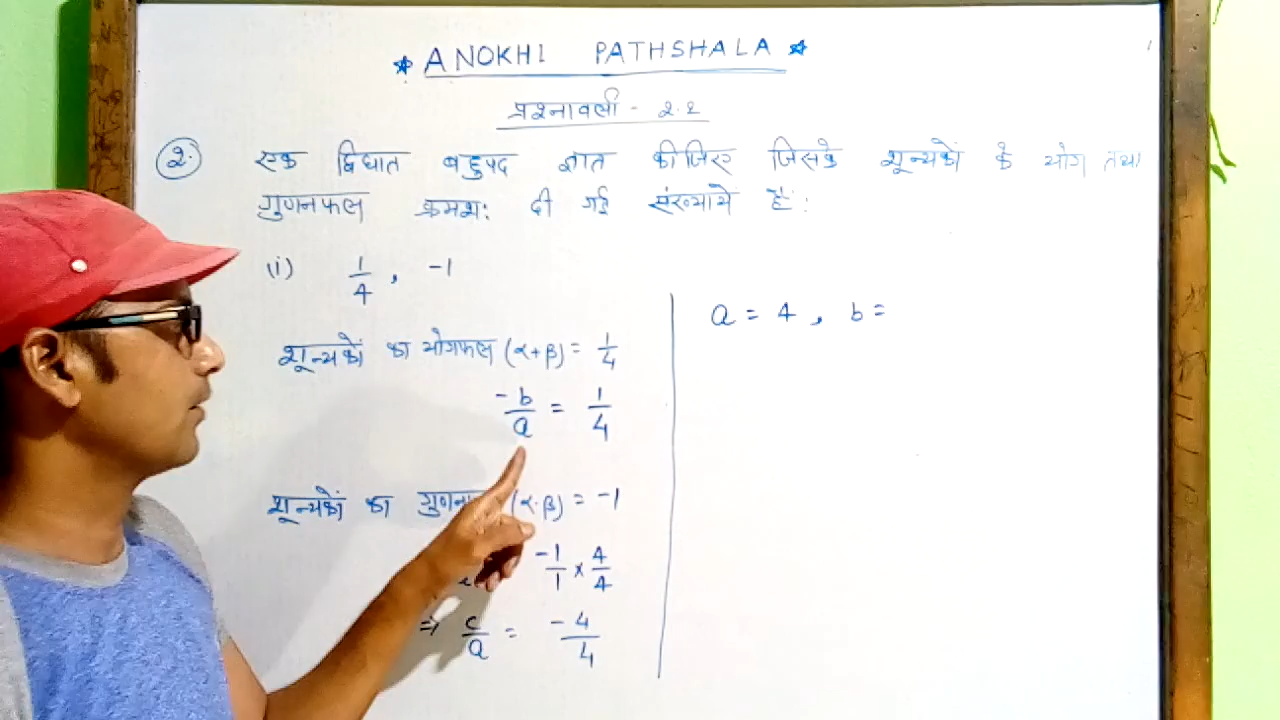 * ANOKHI PATHSHALA *
प्रश्नावली - 2.2
2. एक द्विघात बहुपद ज्ञात कीजिए जिसके शून्यकों के योग तथा
गुणनफल क्रमशः दी गई संख्याये हैं:
(i) 1/4 , -1
शून्यकों का योगफल (α+β) = 1/4
-b/a = 1/4
शून्यकों का (α.β) = -1
-1/1 × 4/4
⇒ c/a = -4/4
a = 4 , b =